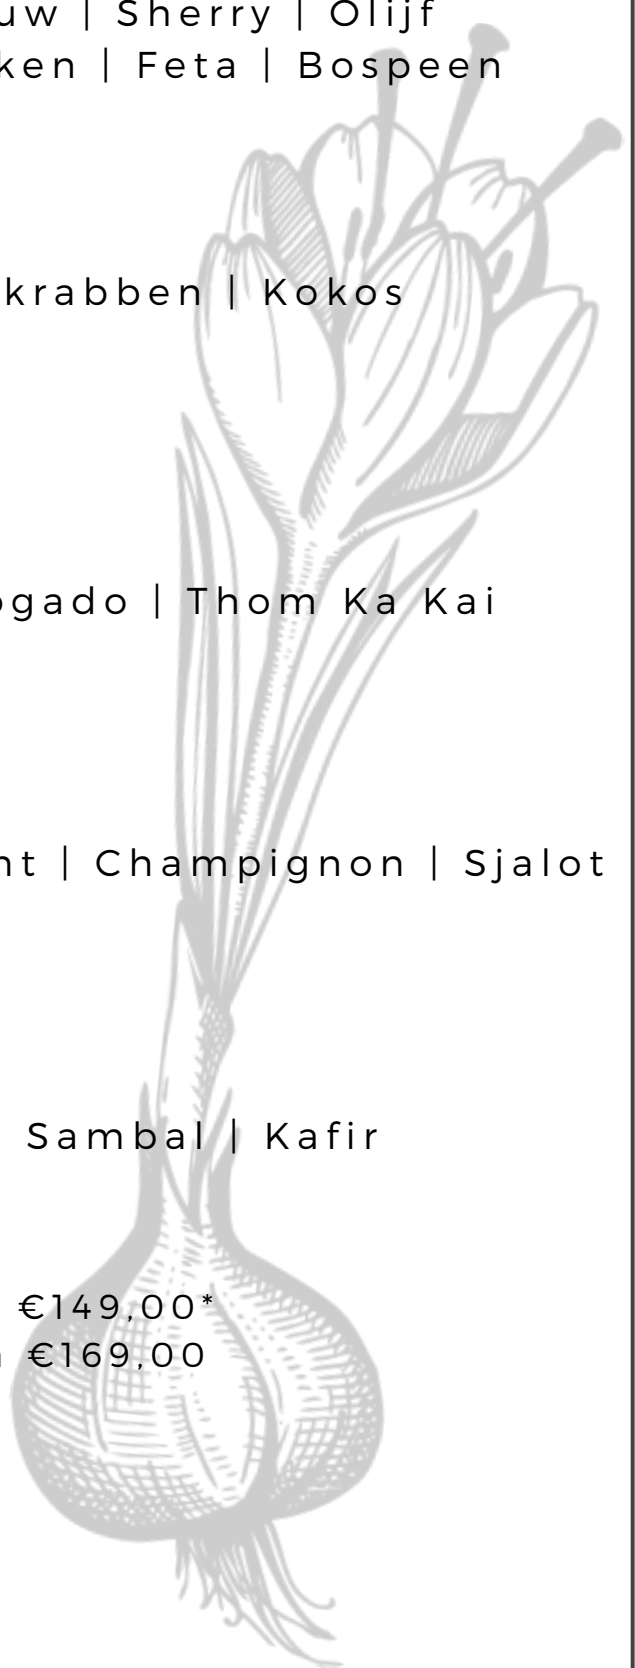 uw | Sherry | Olijf
ken | Feta | Bospeen
krabben | Kokos
ogado | Thom Ka Kai
nt | Champignon | Sjalot
Sambal | Kafir
€149,00*
€169,00